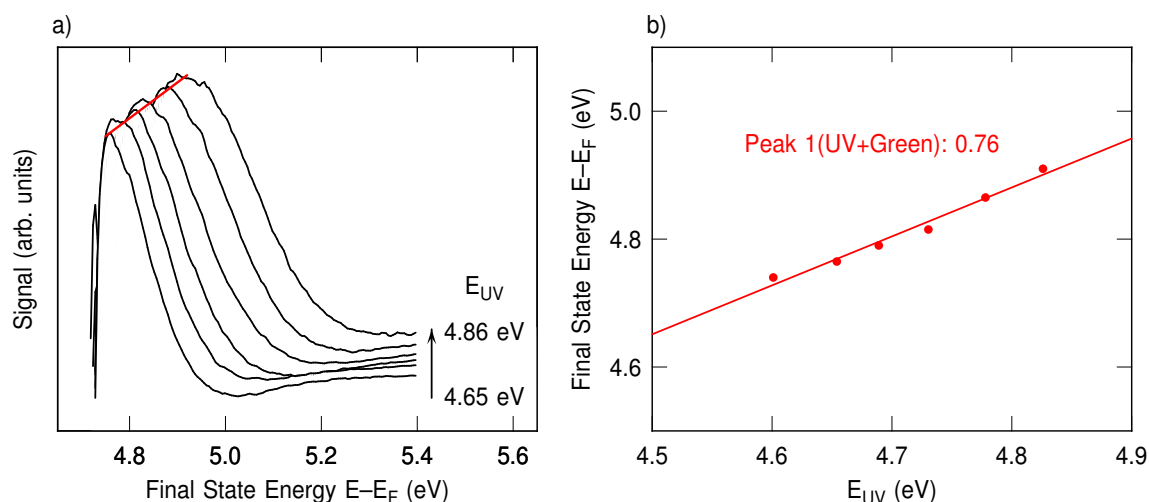 a)
Signal (arb. units)
E_UV
4.86 eV
4.65 eV
4.8 5.0 5.2 5.4 5.6
Final State Energy E–E_F (eV)
b)
Final State Energy E–E_F (eV)
5.0
4.8
4.6
Peak 1(UV+Green): 0.76
4.5 4.6 4.7 4.8 4.9
E_UV (eV)